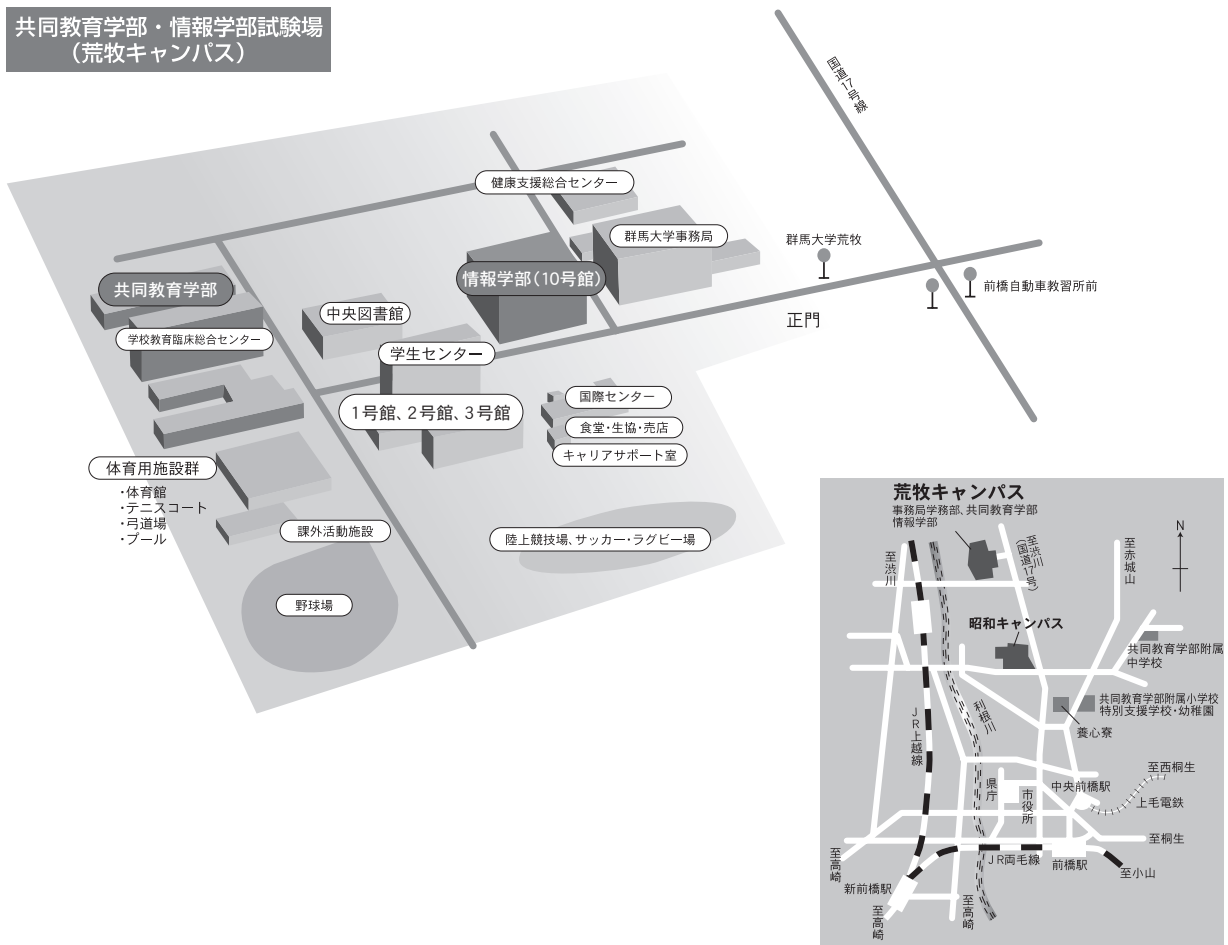 共同教育学部・情報学部試験場
（荒牧キャンパス）
国道17号線
健康支援総合センター
群馬大学事務局
群馬大学荒牧
情報学部（10号館）
前橋自動車教習所前
共同教育学部
中央図書館
正門
学校教育臨床総合センター
学生センター
国際センター
1号館、2号館、3号館
食堂・生協・売店
キャリアサポート室
体育用施設群
・体育館
・テニスコート
・弓道場
・プール
課外活動施設
陸上競技場、サッカー・ラグビー場
野球場
荒牧キャンパス
事務局学務部、共同教育学部
情報学部
N
至渋川
至渋川
（国道17号）
至赤城山
昭和キャンパス
共同教育学部附属
中学校
共同教育学部附属小学校
特別支援学校・幼稚園
養心寮
利根川
JR上越線
至西桐生
中央前橋駅
県庁
市役所
上毛電鉄
至桐生
JR両毛線
前橋駅
至小山
至高崎
新前橋駅
至高崎
至高崎